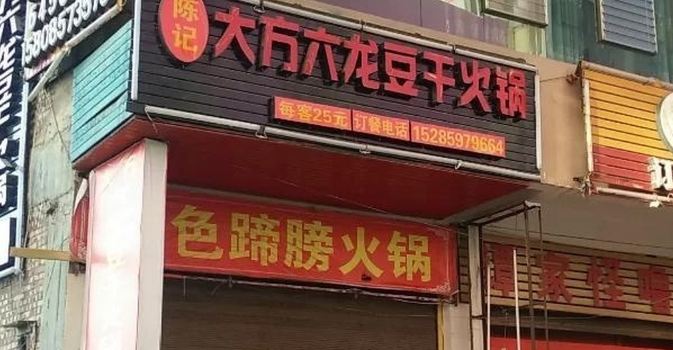 陈记
大方六龙豆干火锅
每客25元 订餐电话 15285979664
色蹄膀火锅